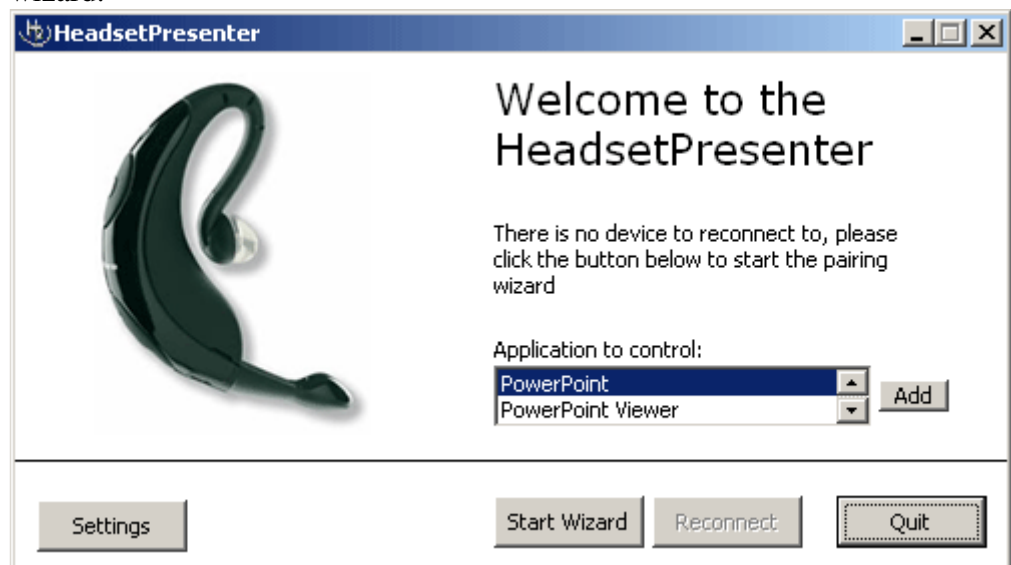 HeadsetPresenter
Welcome to the
HeadsetPresenter
There is no device to reconnect to, please
click the button below to start the pairing
wizard
Application to control:
PowerPoint
PowerPoint Viewer
Add
Settings
Start Wizard
Reconnect
Quit